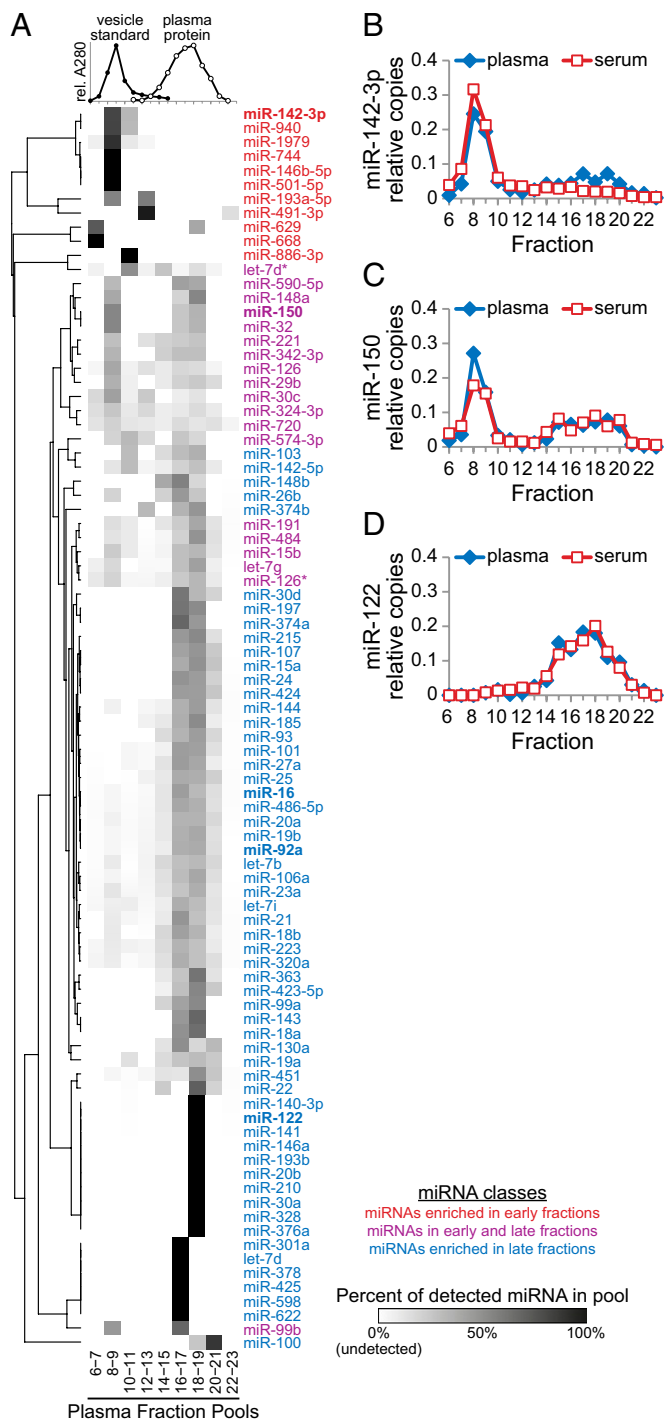 A
vesicle standard
plasma protein
rel. A280
miR-142-3p
miR-940
miR-1979
miR-744
miR-146b-5p
miR-501-5p
miR-193a-5p
miR-491-3p
miR-629
miR-668
miR-886-3p
let-7d*
miR-590-5p
miR-148a
miR-150
miR-32
miR-221
miR-342-3p
miR-126
miR-29b
miR-30c
miR-324-3p
miR-720
miR-574-3p
miR-103
miR-142-5p
miR-148b
miR-26b
miR-374b
miR-191
miR-484
miR-15b
let-7g
miR-126*
miR-30d
miR-197
miR-374a
miR-215
miR-107
miR-15a
miR-24
miR-424
miR-144
miR-185
miR-93
miR-101
miR-27a
miR-25
miR-16
miR-486-5p
miR-20a
miR-19b
miR-92a
let-7b
miR-106a
miR-23a
let-7i
miR-21
miR-18b
miR-223
miR-320a
miR-363
miR-423-5p
miR-99a
miR-143
miR-18a
miR-130a
miR-19a
miR-451
miR-22
miR-140-3p
miR-122
miR-141
miR-146a
miR-193b
miR-20b
miR-210
miR-30a
miR-328
miR-376a
miR-301a
let-7d
miR-378
miR-425
miR-598
miR-622
miR-99b
miR-100
6–7 8–9 10–11 12–13 14–15 16–17 18–19 20–21 22–23
Plasma Fraction Pools
B
plasma serum
miR-142-3p
relative copies
0.4
0.3
0.2
0.1
0
6 8 10 12 14 16 18 20 22
Fraction
C
plasma serum
miR-150
relative copies
0.4
0.3
0.2
0.1
0
6 8 10 12 14 16 18 20 22
Fraction
D
plasma serum
miR-122
relative copies
0.4
0.3
0.2
0.1
0
6 8 10 12 14 16 18 20 22
Fraction
miRNA classes
miRNAs enriched in early fractions
miRNAs in early and late fractions
miRNAs enriched in late fractions
Percent of detected miRNA in pool
0% 50% 100%
(undetected)